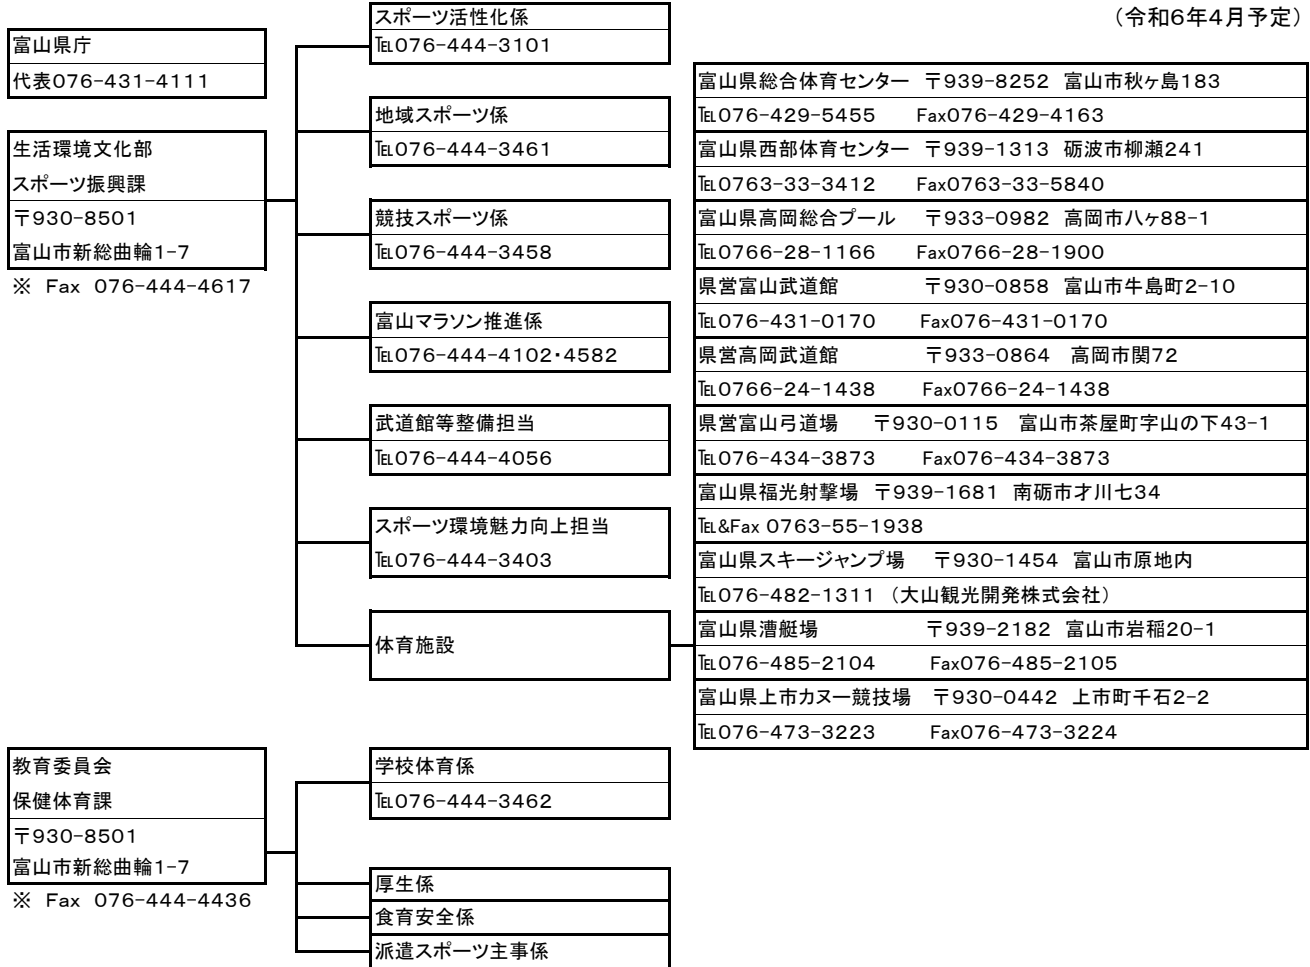 (令和6年4月予定)
富山県庁
代表076-431-4111
生活環境文化部
スポーツ振興課
〒930-8501
富山市新総曲輪1-7
※ Fax 076-444-4617
スポーツ活性化係
℡076-444-3101
地域スポーツ係
℡076-444-3461
競技スポーツ係
℡076-444-3458
富山マラソン推進係
℡076-444-4102・4582
武道館等整備担当
℡076-444-4056
スポーツ環境魅力向上担当
℡076-444-3403
体育施設
富山県総合体育センター 〒939-8252 富山市秋ヶ島183
℡076-429-5455 Fax076-429-4163
富山県西部体育センター 〒939-1313 砺波市柳瀬241
℡0763-33-3412 Fax0763-33-5840
富山県高岡総合プール 〒933-0982 高岡市八ヶ88-1
℡0766-28-1166 Fax0766-28-1900
県営富山武道館 〒930-0858 富山市牛島町2-10
℡076-431-0170 Fax076-431-0170
県営高岡武道館 〒933-0864 高岡市関72
℡0766-24-1438 Fax0766-24-1438
県営富山弓道場 〒930-0115 富山市茶屋町字山の下43-1
℡076-434-3873 Fax076-434-3873
富山県福光射撃場 〒939-1681 南砺市才川七34
℡&Fax 0763-55-1938
富山県スキージャンプ場 〒930-1454 富山市原地内
℡076-482-1311 (大山観光開発株式会社)
富山県漕艇場 〒939-2182 富山市岩稲20-1
℡076-485-2104 Fax076-485-2105
富山県上市カヌー競技場 〒930-0442 上市町千石2-2
℡076-473-3223 Fax076-473-3224
教育委員会
保健体育課
〒930-8501
富山市新総曲輪1-7
※ Fax 076-444-4436
学校体育係
℡076-444-3462
厚生係
食育安全係
派遣スポーツ主事係